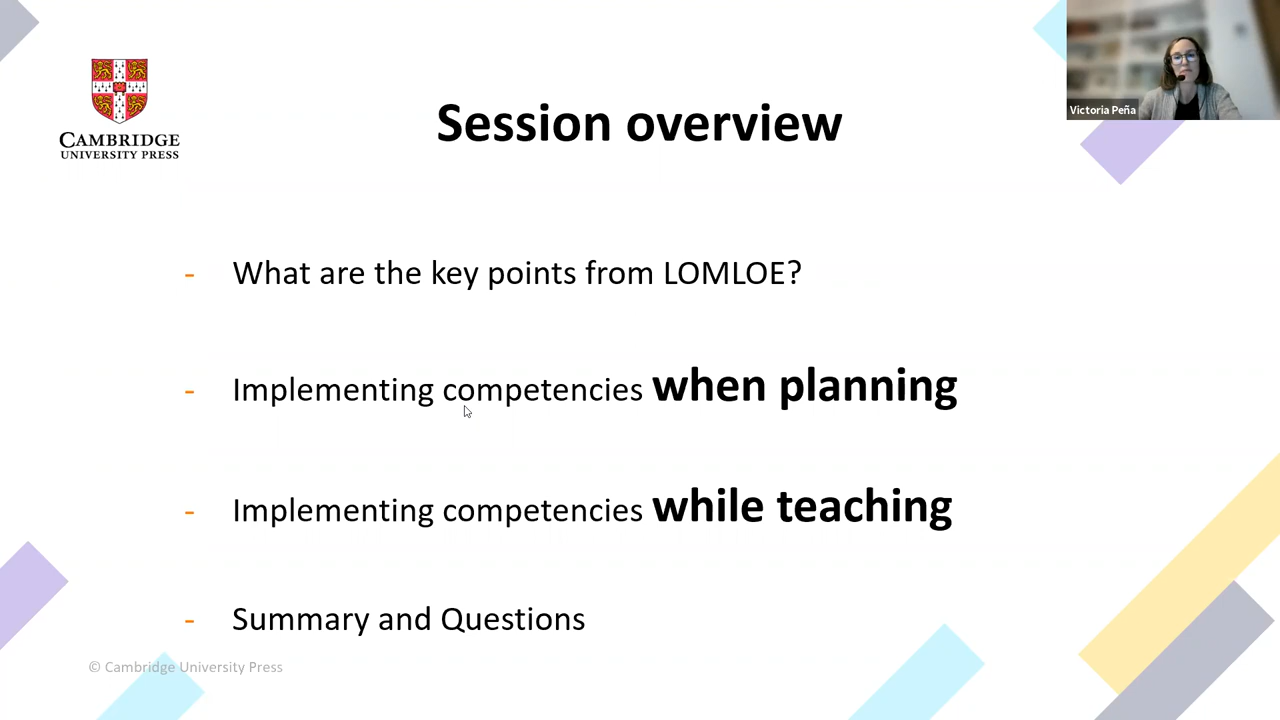 CAMBRIDGE
UNIVERSITY PRESS
Session overview
Victoria Peña
- What are the key points from LOMLOE?
- Implementing competencies when planning
- Implementing competencies while teaching
- Summary and Questions
© Cambridge University Press